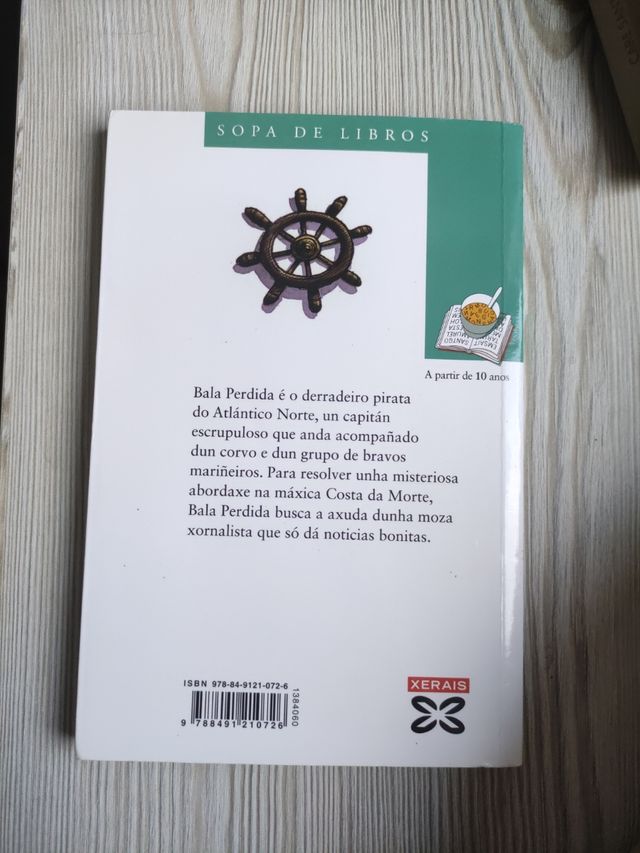 SOPA DE LIBROS
A partir de 10 anos
Bala Perdida é o derradeiro pirata
do Atlántico Norte, un capitán
escrupuloso que anda acompañado
dun corvo e dun grupo de bravos
mariñeiros. Para resolver unha misteriosa
abordaxe na máxica Costa da Morte,
Bala Perdida busca a axuda dunha moza
xornalista que só dá noticias bonitas.
ISBN 978-84-9121-072-6
1384060
9 788491 210726
XERAIS